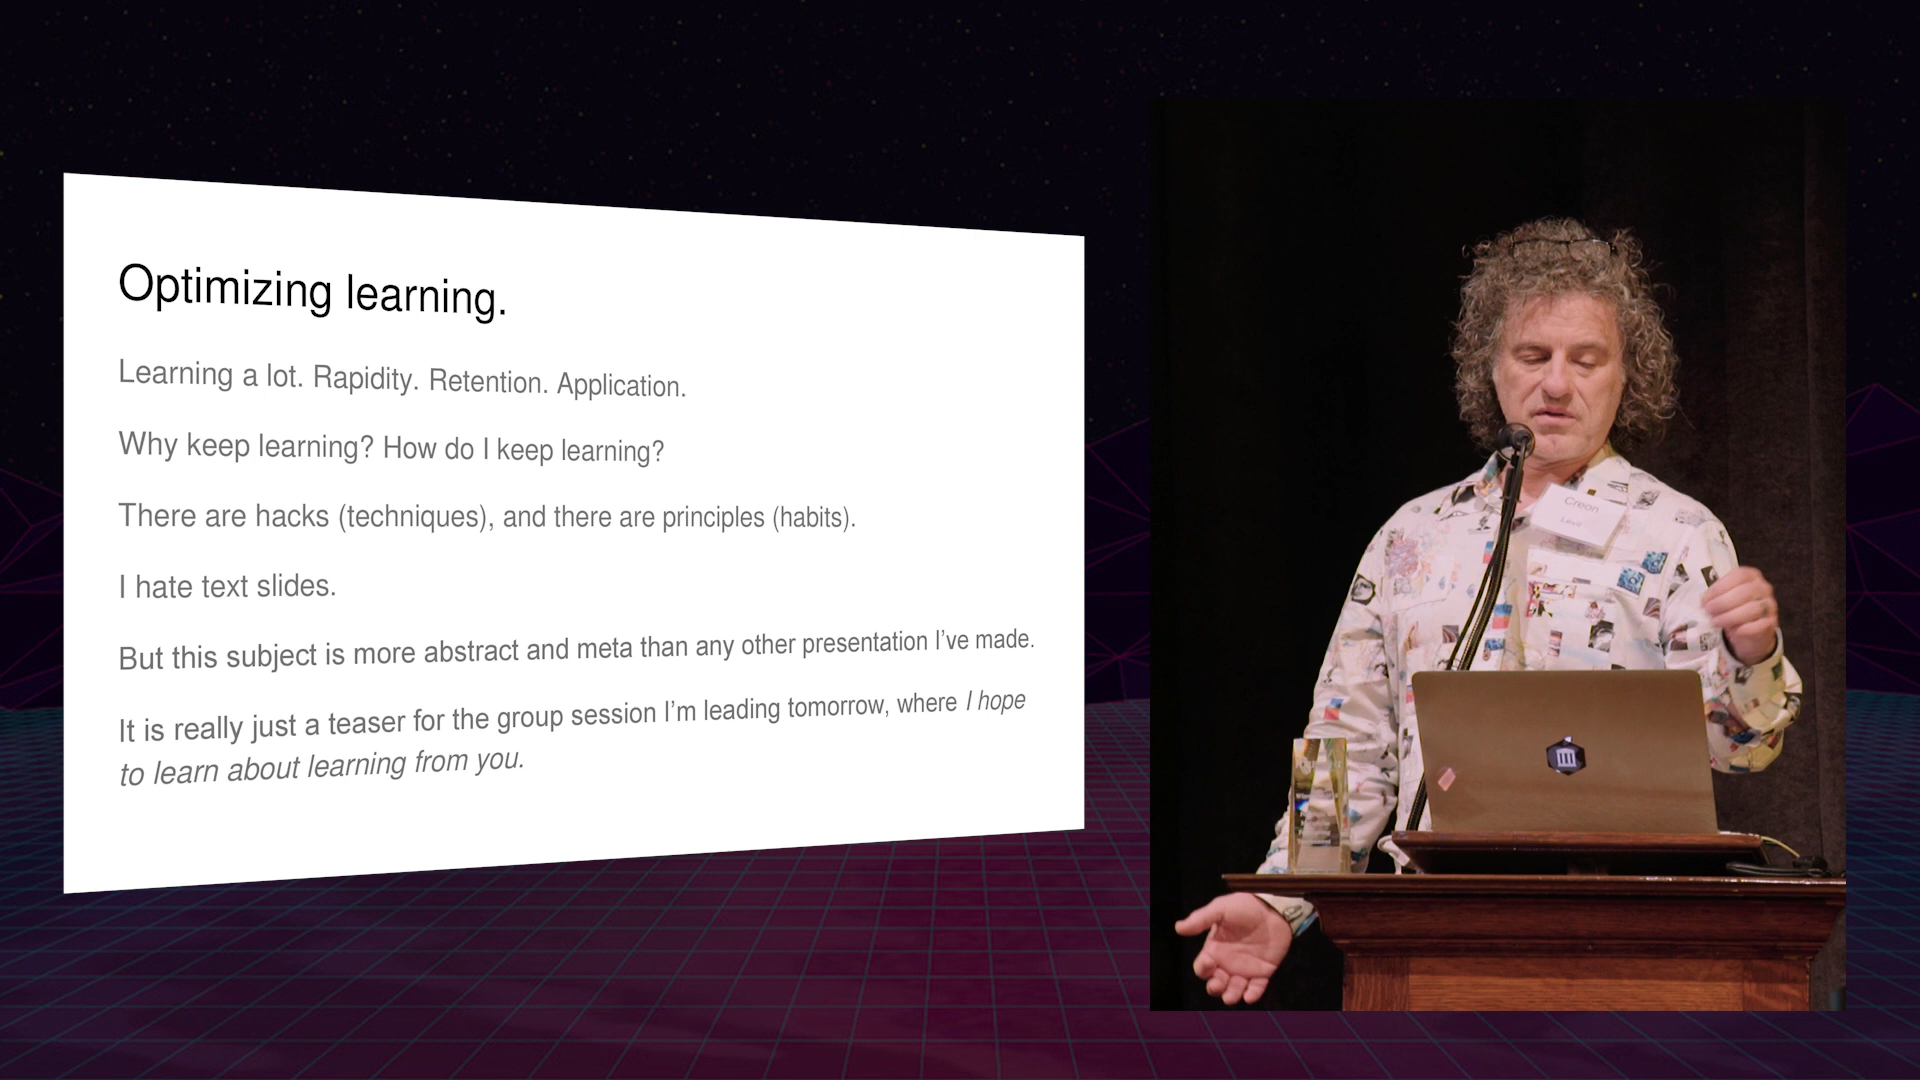 Optimizing learning.
Learning a lot. Rapidity. Retention. Application.
Why keep learning? How do I keep learning?
There are hacks (techniques), and there are principles (habits).
I hate text slides.
But this subject is more abstract and meta than any other presentation I've made.
It is really just a teaser for the group session I'm leading tomorrow, where I hope
to learn about learning from you.
Creon
Levit